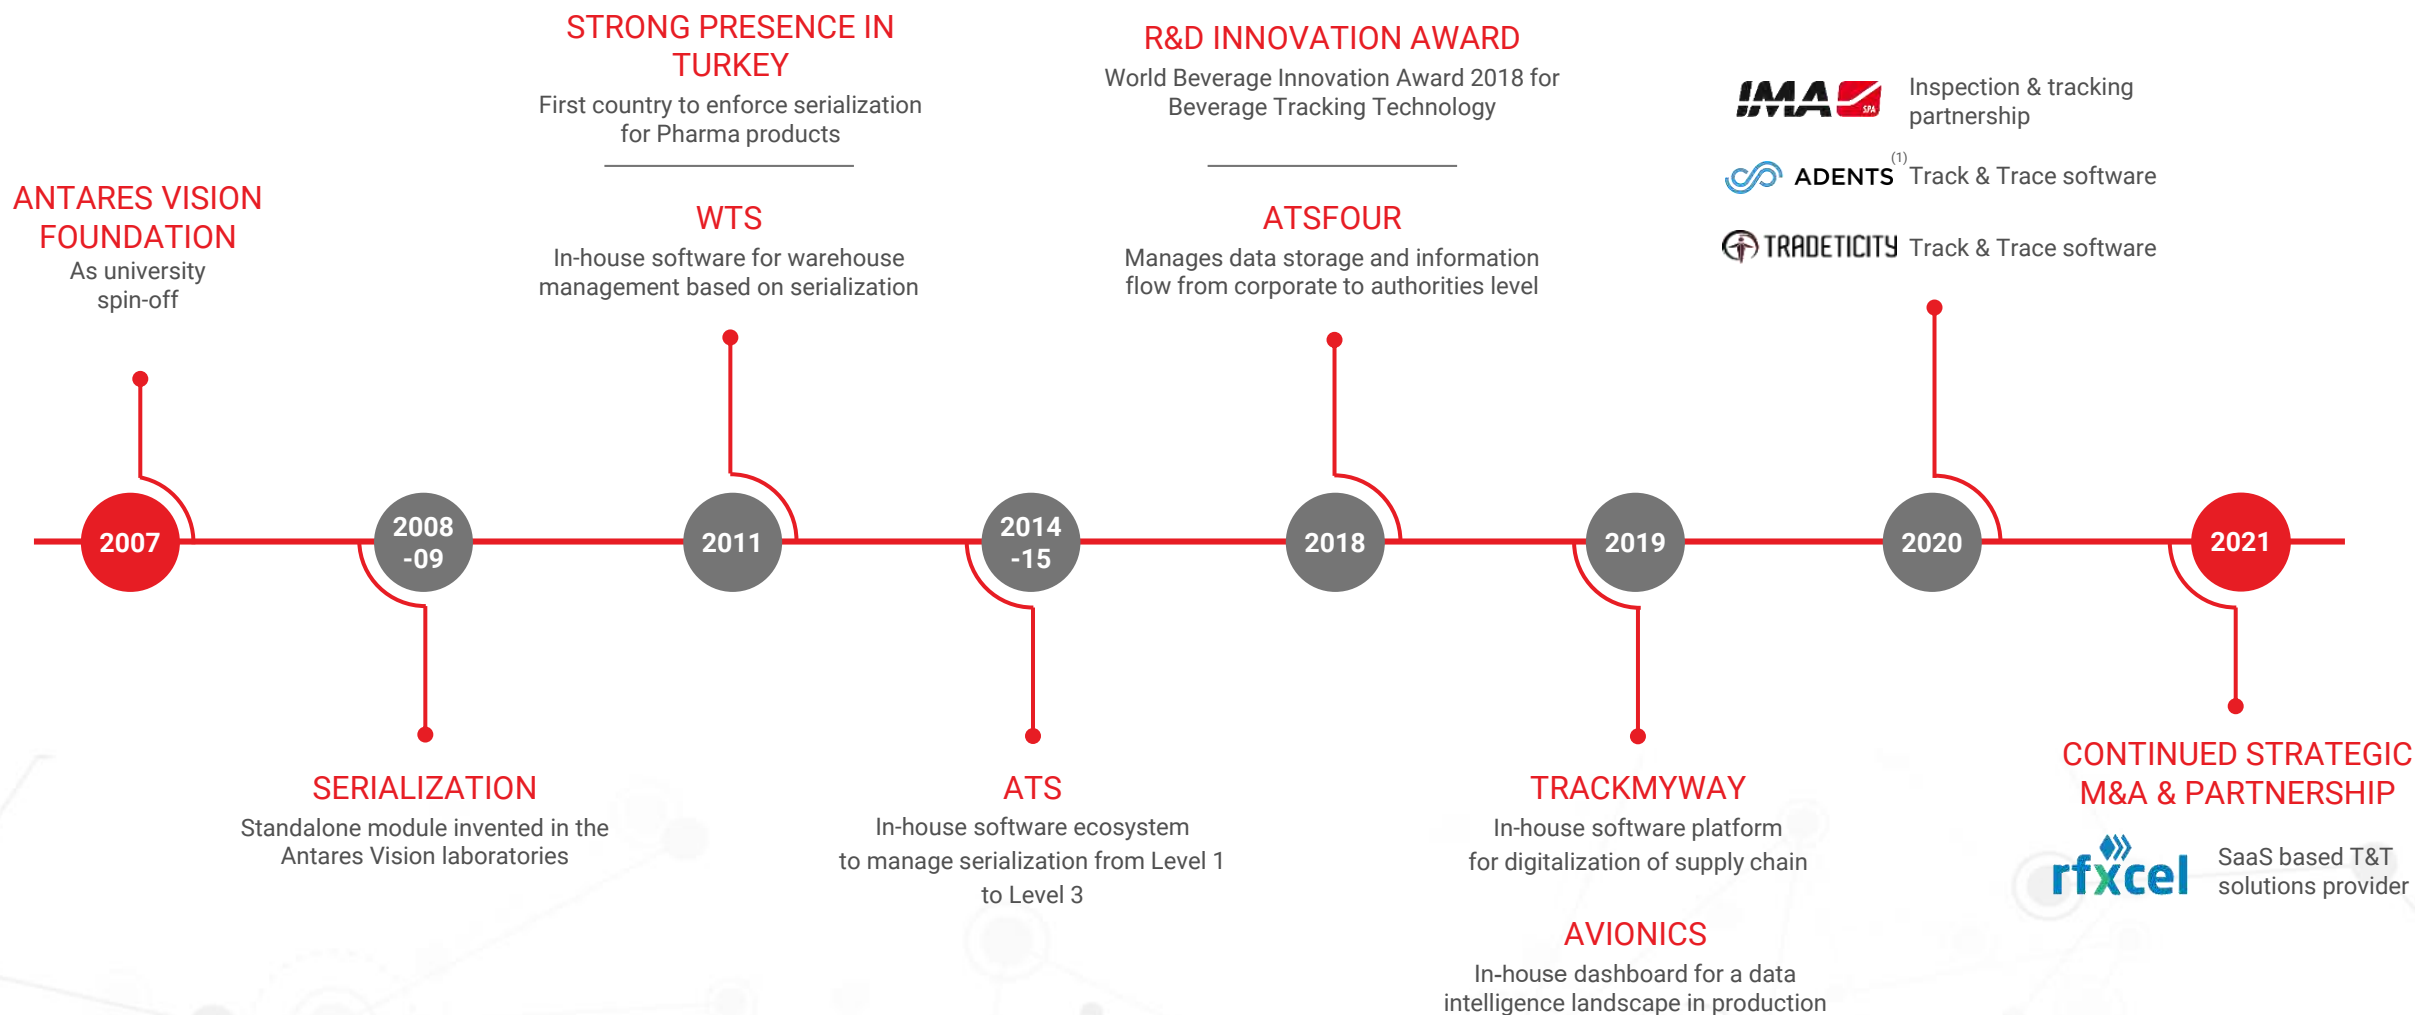 STRONG PRESENCE IN
TURKEY
First country to enforce serialization
for Pharma products
WTS
In-house software for warehouse
management based on serialization
R&D INNOVATION AWARD
World Beverage Innovation Award 2018 for
Beverage Tracking Technology
ATSFOUR
Manages data storage and information
flow from corporate to authorities level
IMA SPA
Inspection & tracking
partnership
ADENTS (1) Track & Trace software
TRADETICITY Track & Trace software
ANTARES VISION
FOUNDATION
As university
spin-off
2007
2008
-09
2011
2014
-15
2018
2019
2020
2021
SERIALIZATION
Standalone module invented in the
Antares Vision laboratories
ATS
In-house software ecosystem
to manage serialization from Level 1
to Level 3
TRACKMYWAY
In-house software platform
for digitalization of supply chain
AVIONICS
In-house dashboard for a data
intelligence landscape in production
CONTINUED STRATEGIC
M&A & PARTNERSHIP
rfxcel
SaaS based T&T
solutions provider